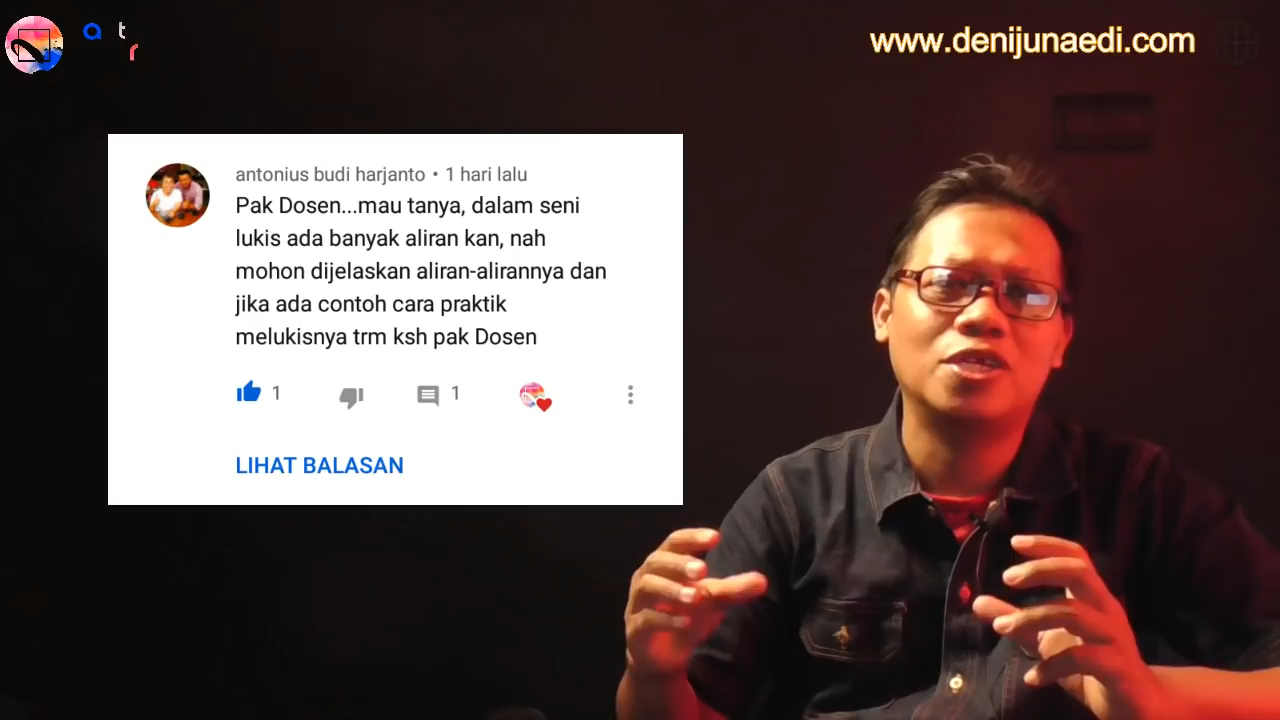 a t
r
www.denijunaedi.com
antonius budi harjanto • 1 hari lalu
Pak Dosen...mau tanya, dalam seni
lukis ada banyak aliran kan, nah
mohon dijelaskan aliran-alirannya dan
jika ada contoh cara praktik
melukisnya trm ksh pak Dosen
1
1
LIHAT BALASAN